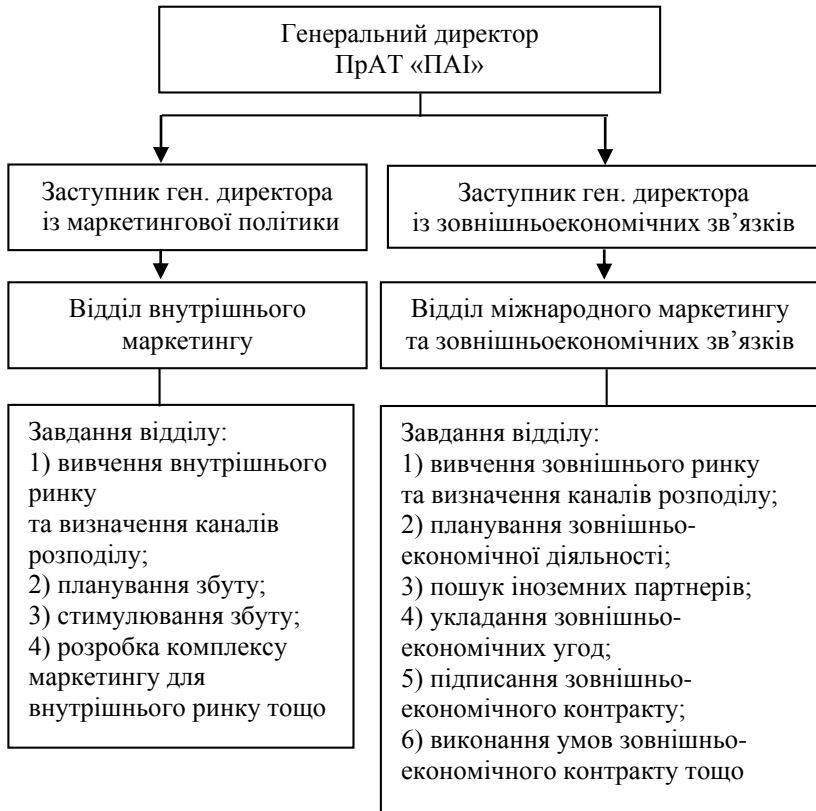 Генеральний директор
ПрАТ «ПАІ»
Заступник ген. директора
із маркетингової політики
Заступник ген. директора
із зовнішньоекономічних зв’язків
Відділ внутрішнього
маркетингу
Відділ міжнародного маркетингу
та зовнішньоекономічних зв’язків
Завдання відділу:
1) вивчення внутрішнього
ринку
та визначення каналів
розподілу;
2) планування збуту;
3) стимулювання збуту;
4) розробка комплексу
маркетингу для
внутрішнього ринку тощо
Завдання відділу:
1) вивчення зовнішнього ринку
та визначення каналів розподілу;
2) планування зовнішньо-
економічної діяльності;
3) пошук іноземних партнерів;
4) укладання зовнішньо-
економічних угод;
5) підписання зовнішньо-
економічного контракту;
6) виконання умов зовнішньо-
економічного контракту тощо